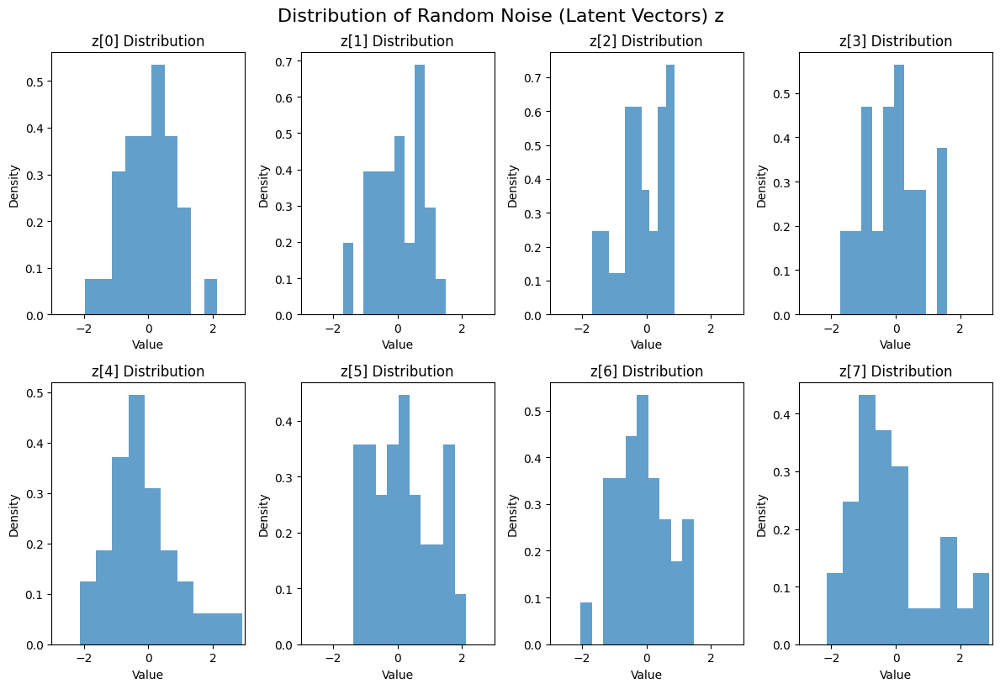 Distribution of Random Noise (Latent Vectors) z
z[0] Distribution
0.5
0.4
0.3
0.2
0.1
0.0
Density
−2 0 2
Value
z[1] Distribution
0.7
0.6
0.5
0.4
0.3
0.2
0.1
0.0
Density
−2 0 2
Value
z[2] Distribution
0.7
0.6
0.5
0.4
0.3
0.2
0.1
0.0
Density
−2 0 2
Value
z[3] Distribution
0.5
0.4
0.3
0.2
0.1
0.0
Density
−2 0 2
Value
z[4] Distribution
0.5
0.4
0.3
0.2
0.1
0.0
Density
−2 0 2
Value
z[5] Distribution
0.4
0.3
0.2
0.1
0.0
Density
−2 0 2
Value
z[6] Distribution
0.5
0.4
0.3
0.2
0.1
0.0
Density
−2 0 2
Value
z[7] Distribution
0.4
0.3
0.2
0.1
0.0
Density
−2 0 2
Value